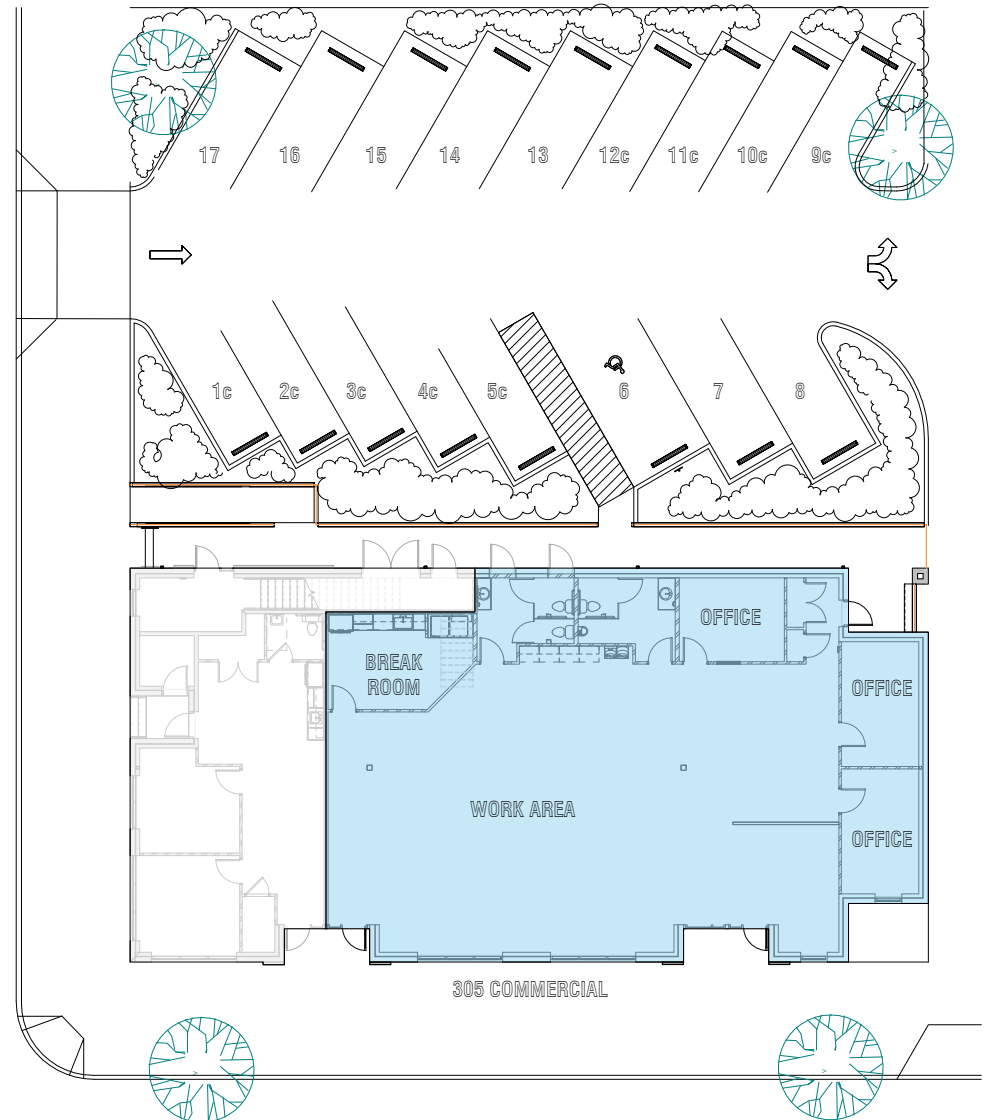 17
16
15
14
13
12c
11c
10c
9c
1c
2c
3c
4c
5c
6
7
8
OFFICE
BREAK
ROOM
OFFICE
WORK AREA
OFFICE
305 COMMERCIAL